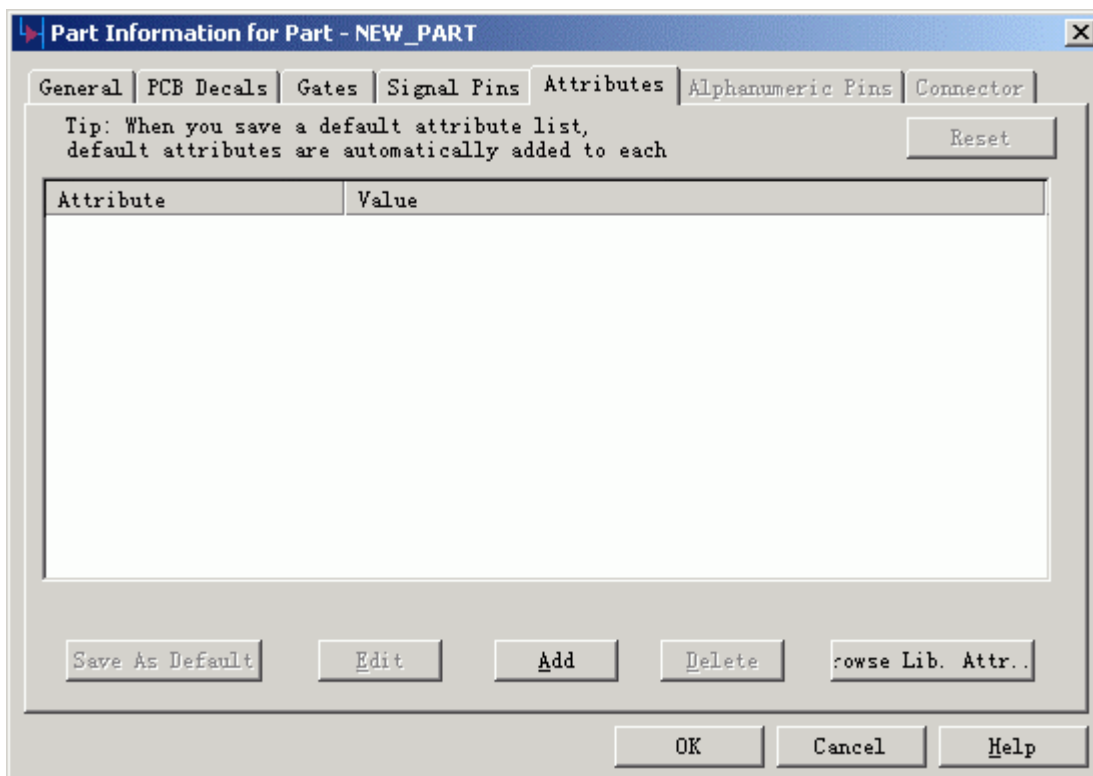 Part Information for Part - NEW_PART
General PCB Decals Gates Signal Pins Attributes Alphanumeric Pins Connector
Tip: When you save a default attribute list,
default attributes are automatically added to each
Reset
Attribute Value
Save As Default Edit Add Delete rowse Lib. Attr..
OK Cancel Help